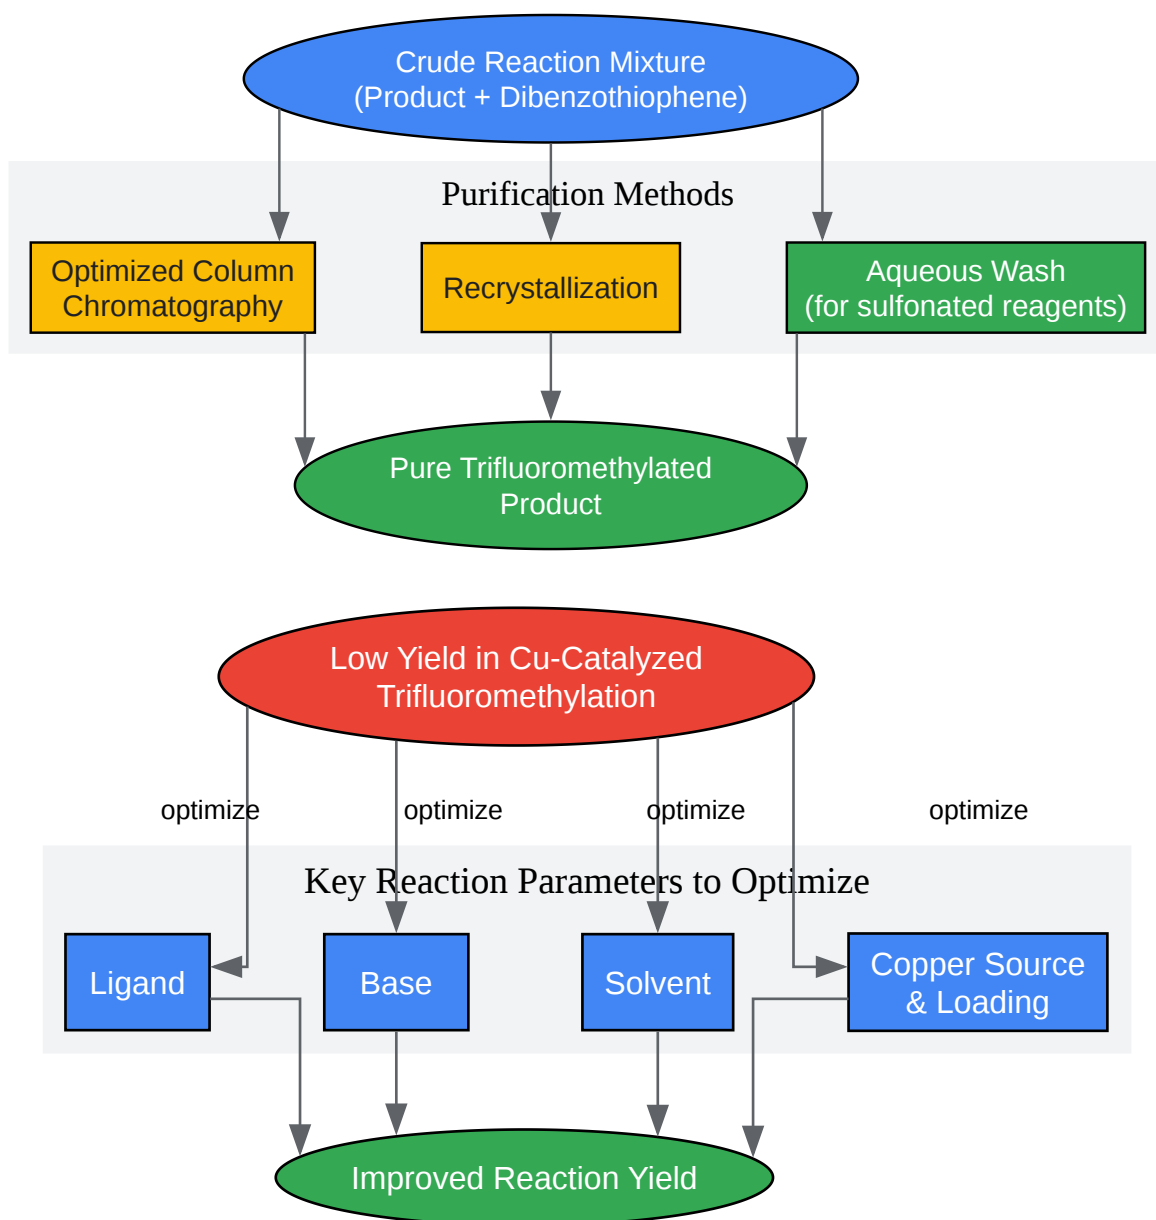 Crude Reaction Mixture
(Product + Dibenzothiophene)
Purification Methods
Optimized Column
Chromatography
Recrystallization
Aqueous Wash
(for sulfonated reagents)
Pure Trifluoromethylated
Product
Low Yield in Cu-Catalyzed
Trifluoromethylation
optimize
optimize
optimize
optimize
Key Reaction Parameters to Optimize
Ligand
Base
Solvent
Copper Source
& Loading
Improved Reaction Yield